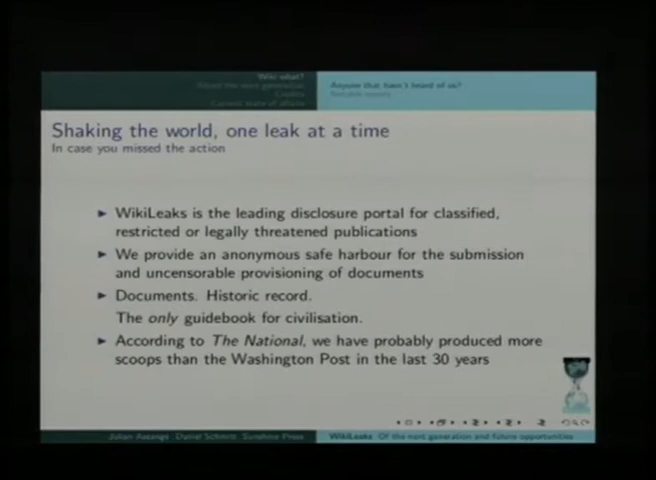 Wiki what?
About the next generation
Current state of affairs
Anyone that hasn't heard of us?
Shaking the world, one leak at a time
In case you missed the action
WikiLeaks is the leading disclosure portal for classified,
restricted or legally threatened publications
We provide an anonymous safe harbour for the submission
and uncensorable provisioning of documents
Documents. Historic record.
The only guidebook for civilisation.
According to The National, we have probably produced more
scoops than the Washington Post in the last 30 years
Julian Assange Daniel Schmitt Sunshine Press
WikiLeaks Of the next generation and future opportunities